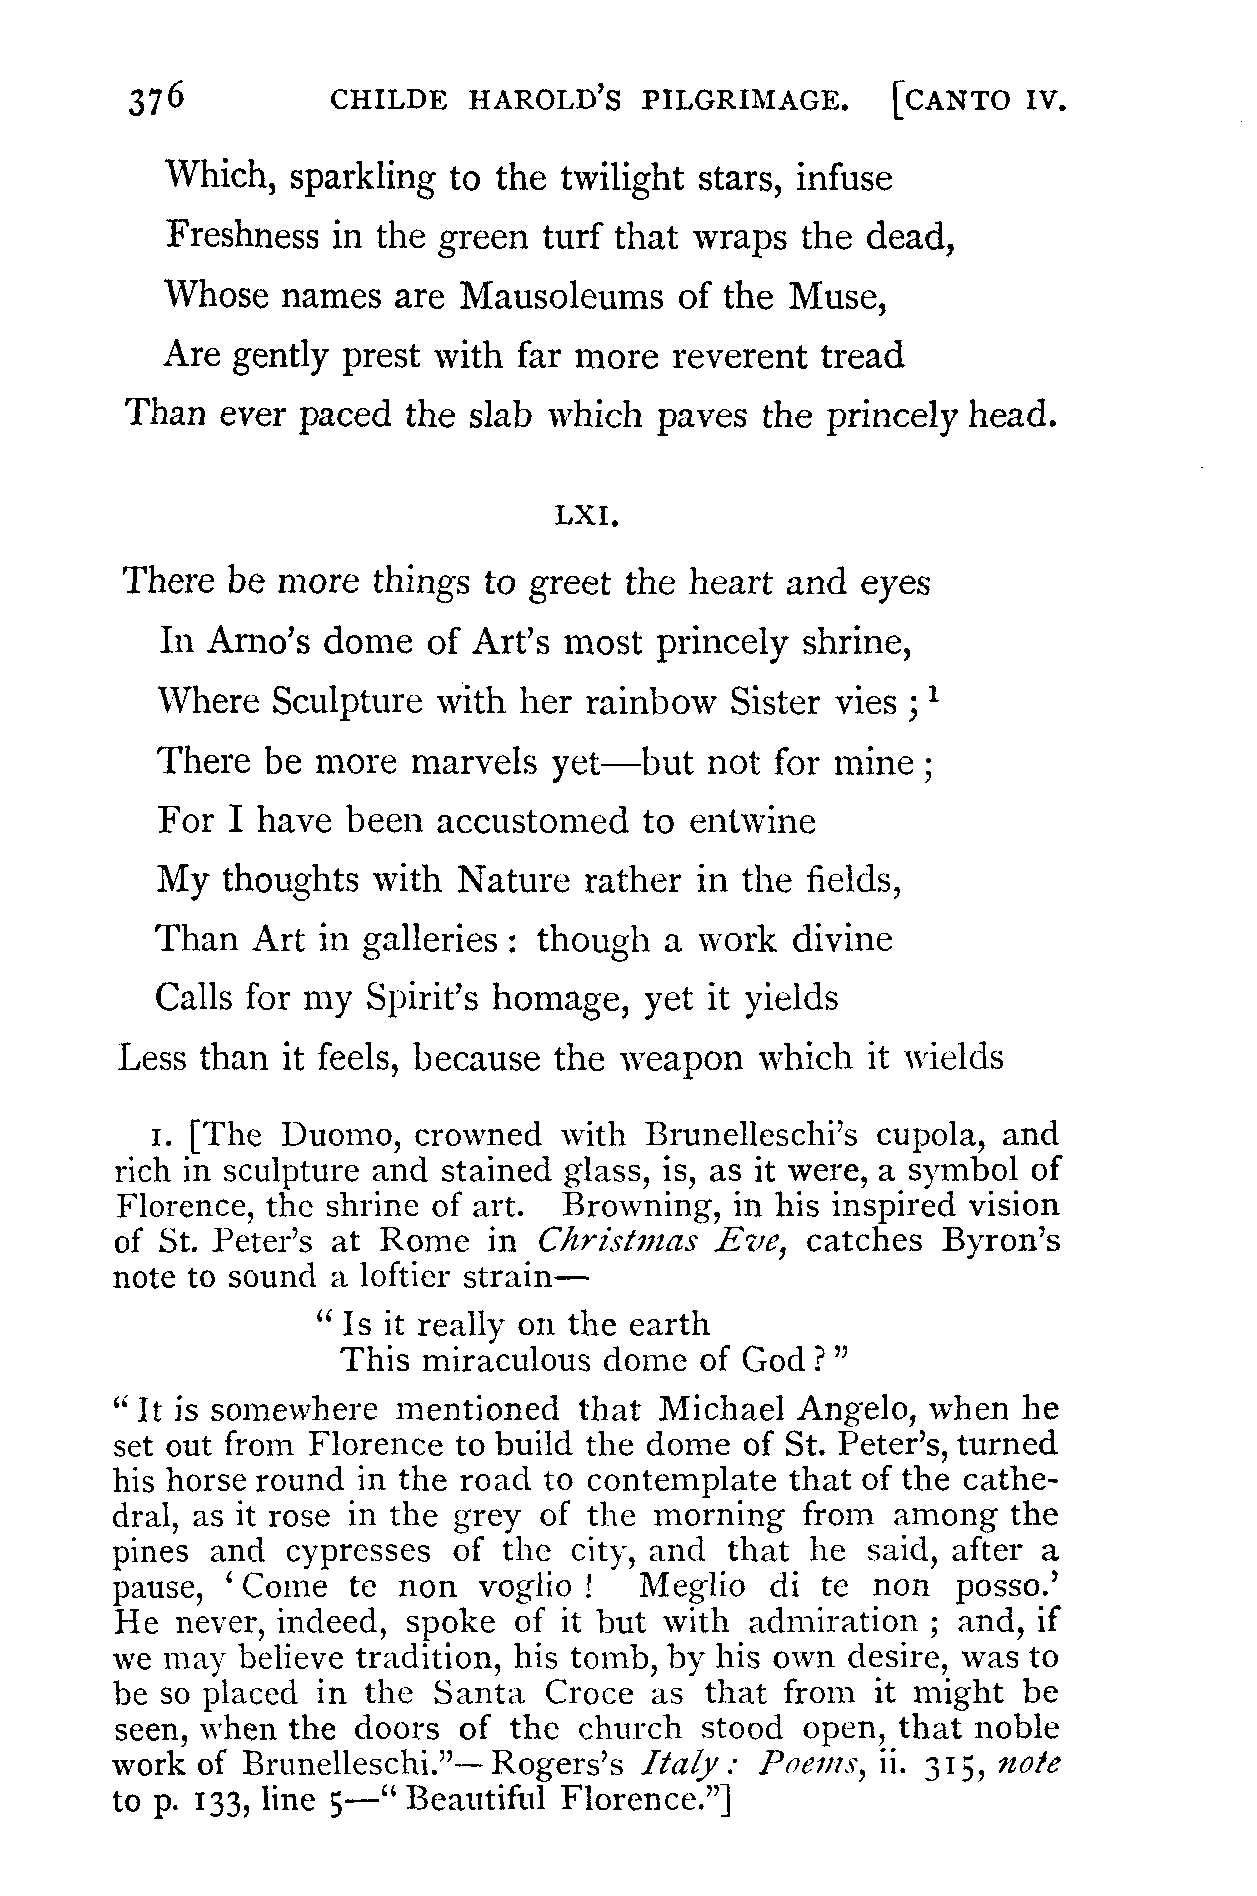 376 CHILDE HAROLD'S PILGRIMAGE. [CANTO IV.
Which, sparkling to the twilight stars, infuse
Freshness in the green turf that wraps the dead,
Whose names are Mausoleums of the Muse,
Are gently prest with far more reverent tread
Than ever paced the slab which paves the princely head.
LXI.
There be more things to greet the heart and eyes
In Arno's dome of Art's most princely shrine,
Where Sculpture with her rainbow Sister vies ; ¹
There be more marvels yet—but not for mine ;
For I have been accustomed to entwine
My thoughts with Nature rather in the fields,
Than Art in galleries : though a work divine
Calls for my Spirit's homage, yet it yields
Less than it feels, because the weapon which it wields
1. [The Duomo, crowned with Brunelleschi's cupola, and
rich in sculpture and stained glass, is, as it were, a symbol of
Florence, the shrine of art. Browning, in his inspired vision
of St. Peter's at Rome in Christmas Eve, catches Byron's
note to sound a loftier strain—
" Is it really on the earth
This miraculous dome of God ? "
" It is somewhere mentioned that Michael Angelo, when he
set out from Florence to build the dome of St. Peter's, turned
his horse round in the road to contemplate that of the cathe-
dral, as it rose in the grey of the morning from among the
pines and cypresses of the city, and that he said, after a
pause, ' Come te non voglio ! Meglio di te non posso.'
He never, indeed, spoke of it but with admiration ; and, if
we may believe tradition, his tomb, by his own desire, was to
be so placed in the Santa Croce as that from it might be
seen, when the doors of the church stood open, that noble
work of Brunelleschi."—Rogers's Italy : Poems, ii. 315, note
to p. 133, line 5—" Beautiful Florence."]